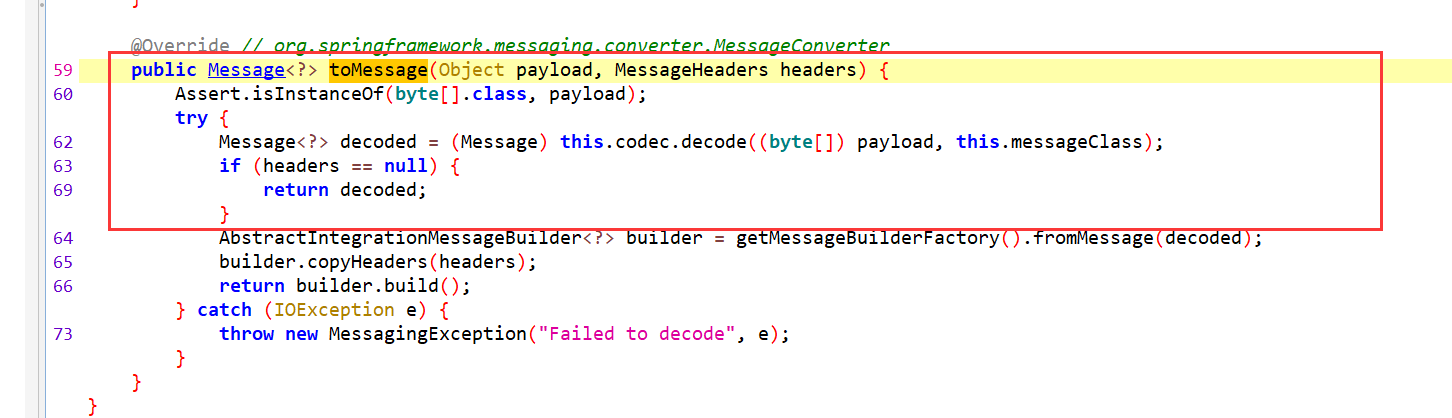 }
@Override // org.springframework.messaging.converter.MessageConverter
59 public Message<?> toMessage(Object payload, MessageHeaders headers) {
60 Assert.isInstanceOf(byte[].class, payload);
try {
62 Message<?> decoded = (Message) this.codec.decode((byte[]) payload, this.messageClass);
63 if (headers == null) {
69 return decoded;
}
64 AbstractIntegrationMessageBuilder<?> builder = getMessageBuilderFactory().fromMessage(decoded);
65 builder.copyHeaders(headers);
66 return builder.build();
} catch (IOException e) {
73 throw new MessagingException("Failed to decode", e);
}
}
}